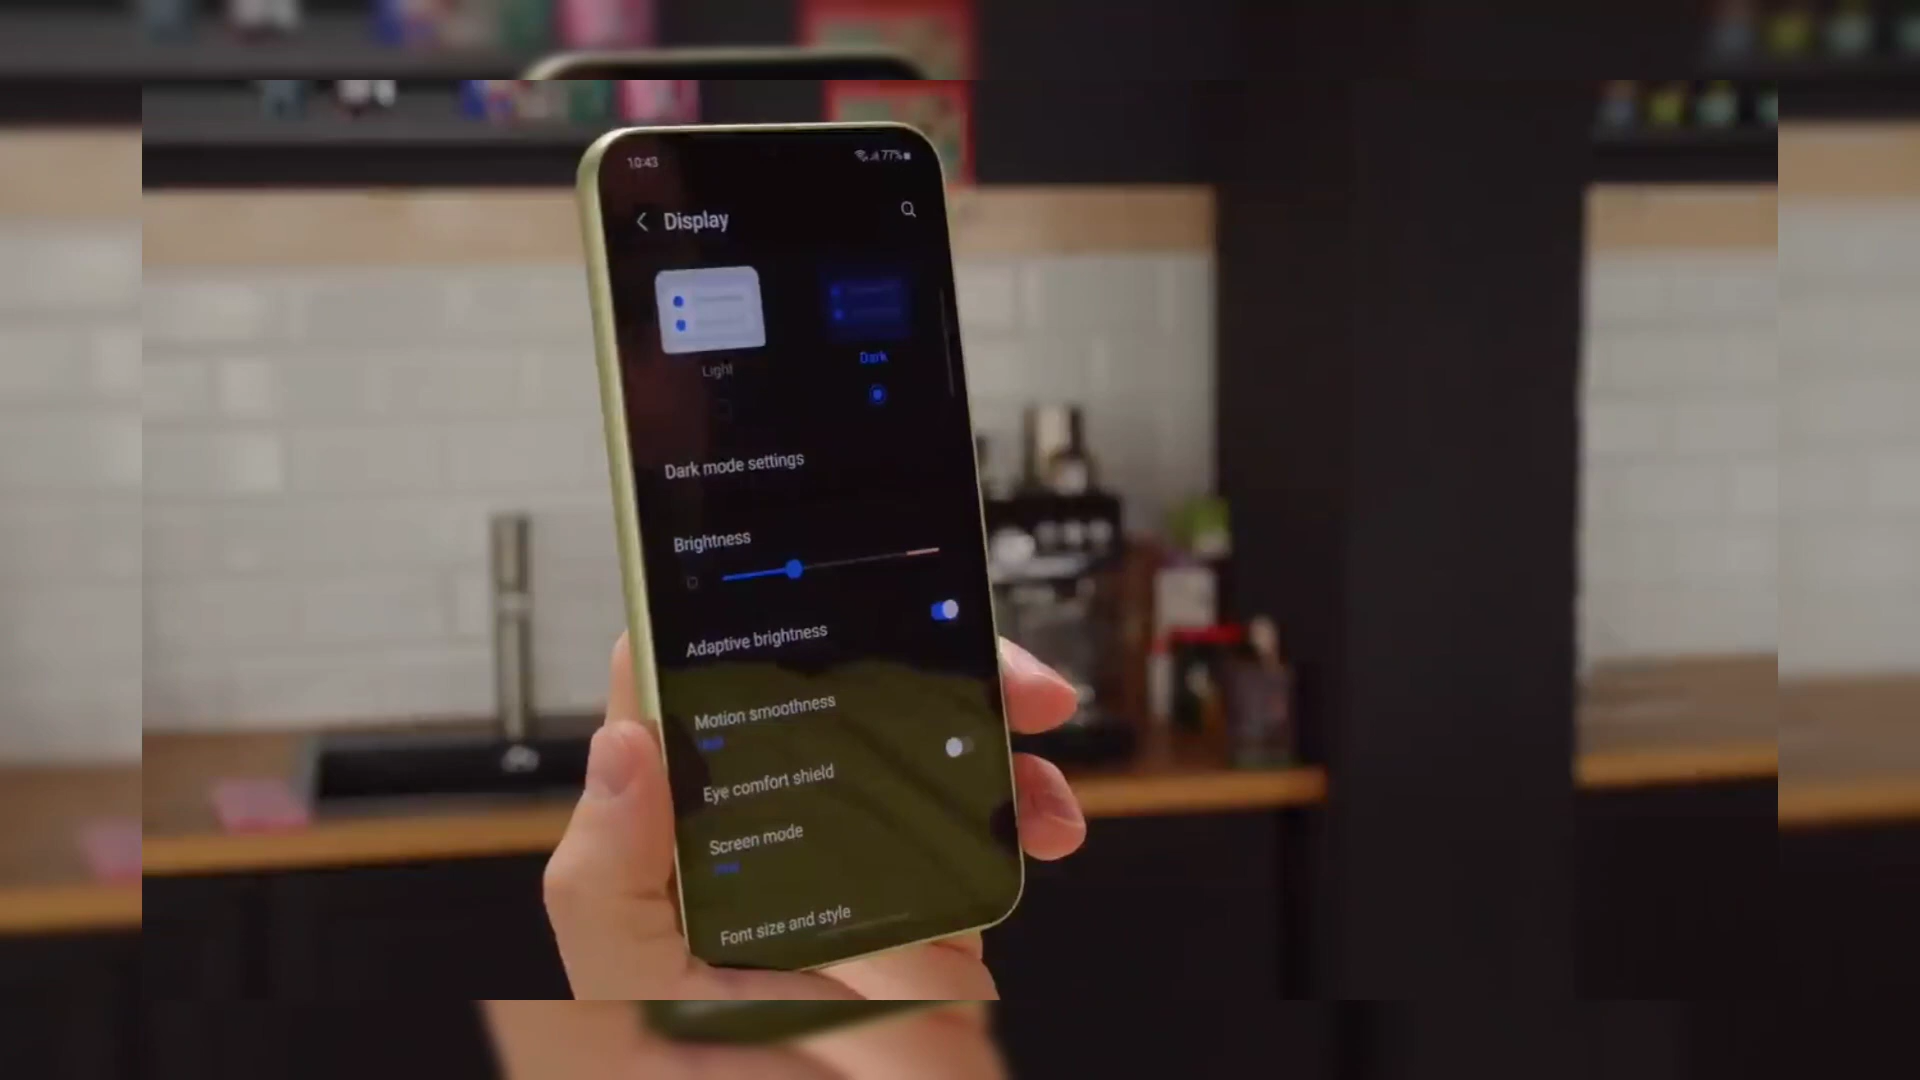 10:43
77%
Display
Light
Dark
Dark mode settings
Brightness
Adaptive brightness
Motion smoothness
Eye comfort shield
Screen mode
Font size and style